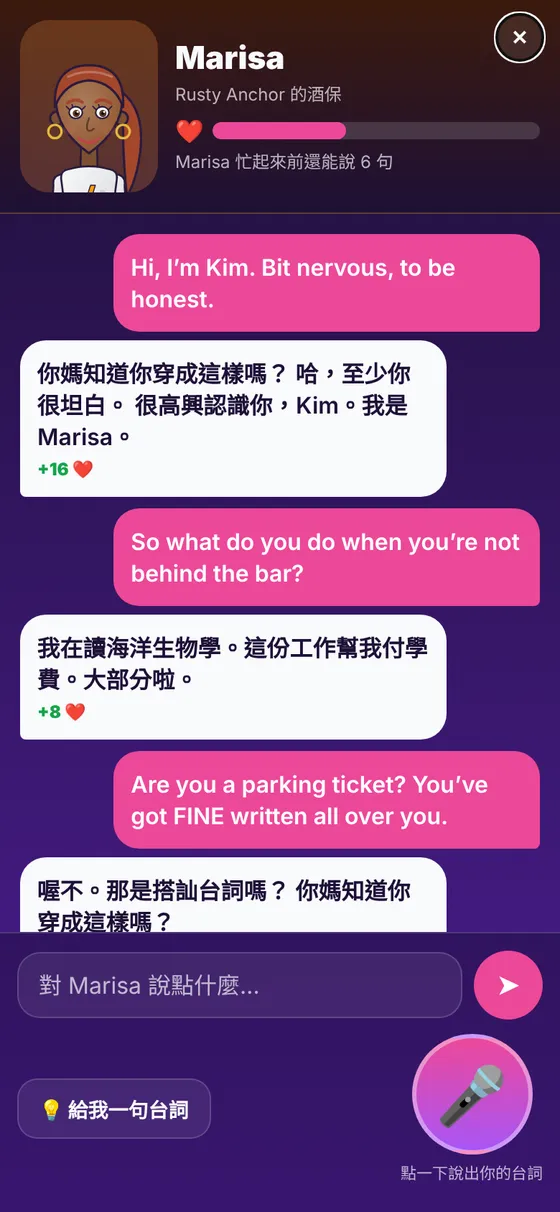 Marisa
Rusty Anchor 的酒保
Marisa 忙起來前還能說 6 句
Hi, I’m Kim. Bit nervous, to be
honest.
你媽知道你穿成這樣嗎？ 哈，至少你
很坦白。 很高興認識你，Kim。我是
Marisa。
+16
So what do you do when you’re not
behind the bar?
我在讀海洋生物學。這份工作幫我付學
費。大部分啦。
+8
Are you a parking ticket? You’ve
got FINE written all over you.
喔不。那是搭訕台詞嗎？ 你媽知道你
穿成這樣嗎？
對 Marisa 說點什麼...
給我一句台詞
點一下說出你的台詞